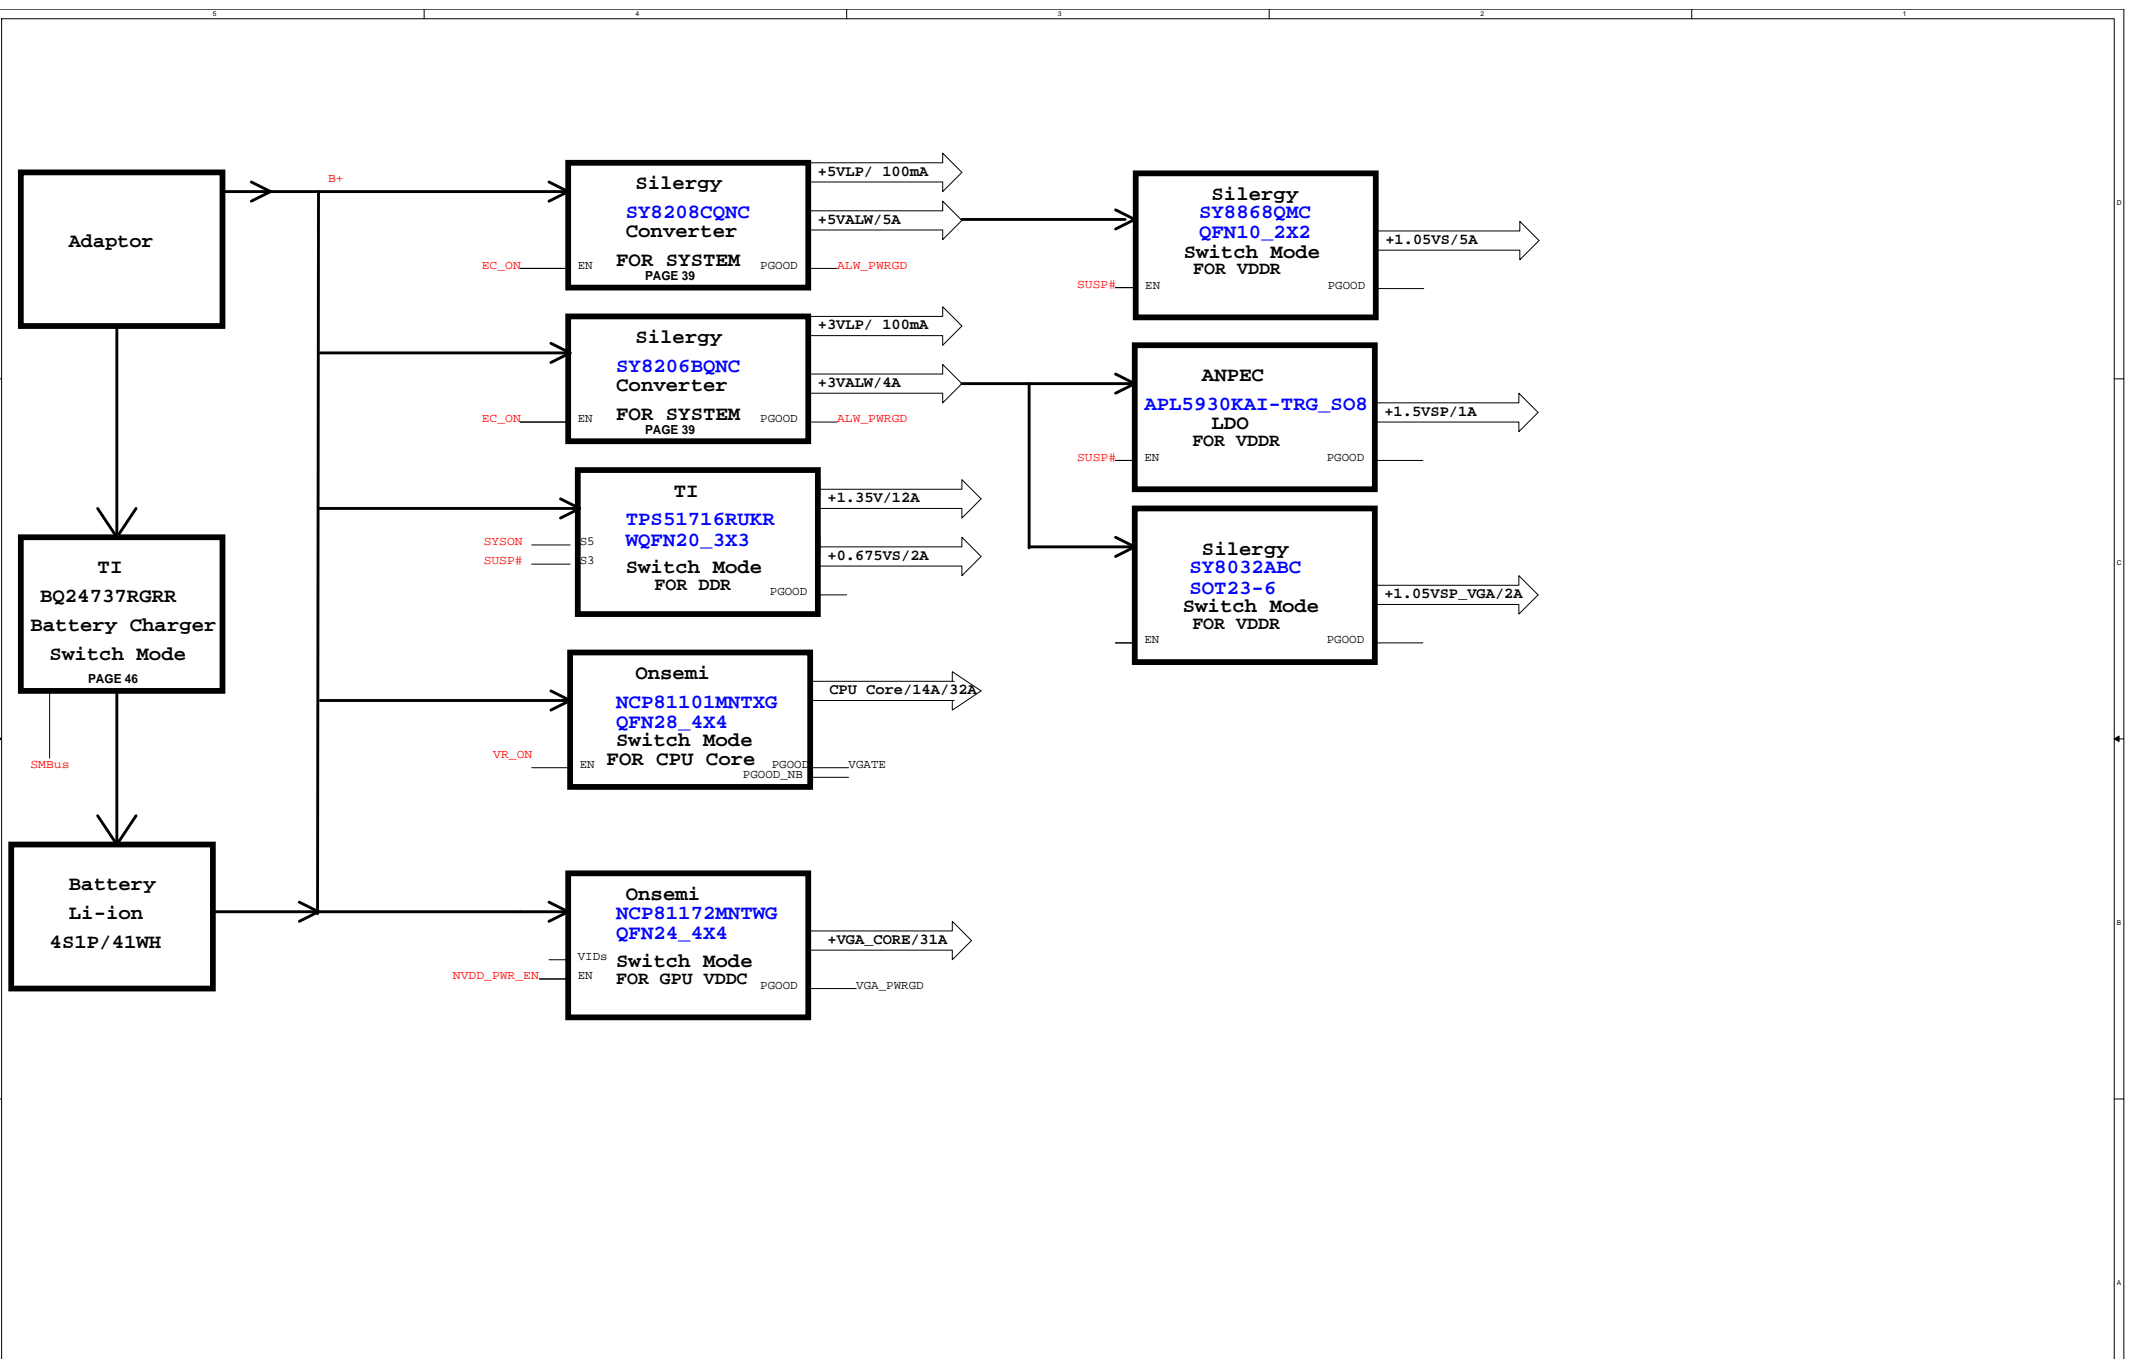 5
4
3
2
1
D
C
B
A
Adaptor
B+
TI
BQ24737RGRR
Battery Charger
Switch Mode
PAGE 46
SMBus
Battery
Li-ion
4S1P/41WH
Silergy
SY8208CQNC
Converter
FOR SYSTEM
PAGE 39
EC_ON
EN
PGOOD
ALW_PWRGD
+5VLP/ 100mA
+5VALW/5A
Silergy
SY8206BQNC
Converter
FOR SYSTEM
PAGE 39
EC_ON
EN
PGOOD
ALW_PWRGD
+3VLP/ 100mA
+3VALW/4A
TI
TPS51716RUKR
WQFN20_3X3
Switch Mode
FOR DDR
SYSON
S5
SUSP#
S3
PGOOD
+1.35V/12A
+0.675VS/2A
Onsemi
NCP81101MNTXG
QFN28_4X4
Switch Mode
FOR CPU Core
VR_ON
EN
PGOOD
VGATE
PGOOD_NB
CPU Core/14A/32A
Onsemi
NCP81172MNTWG
QFN24_4X4
Switch Mode
FOR GPU VDDC
VIDs
NVDD_PWR_EN
EN
PGOOD
VGA_PWRGD
+VGA_CORE/31A
Silergy
SY8868QMC
QFN10_2X2
Switch Mode
FOR VDDR
SUSP#
EN
PGOOD
+1.05VS/5A
ANPEC
APL5930KAI-TRG_SO8
LDO
FOR VDDR
SUSP#
EN
PGOOD
+1.5VSP/1A
Silergy
SY8032ABC
SOT23-6
Switch Mode
FOR VDDR
EN
PGOOD
+1.05VSP_VGA/2A